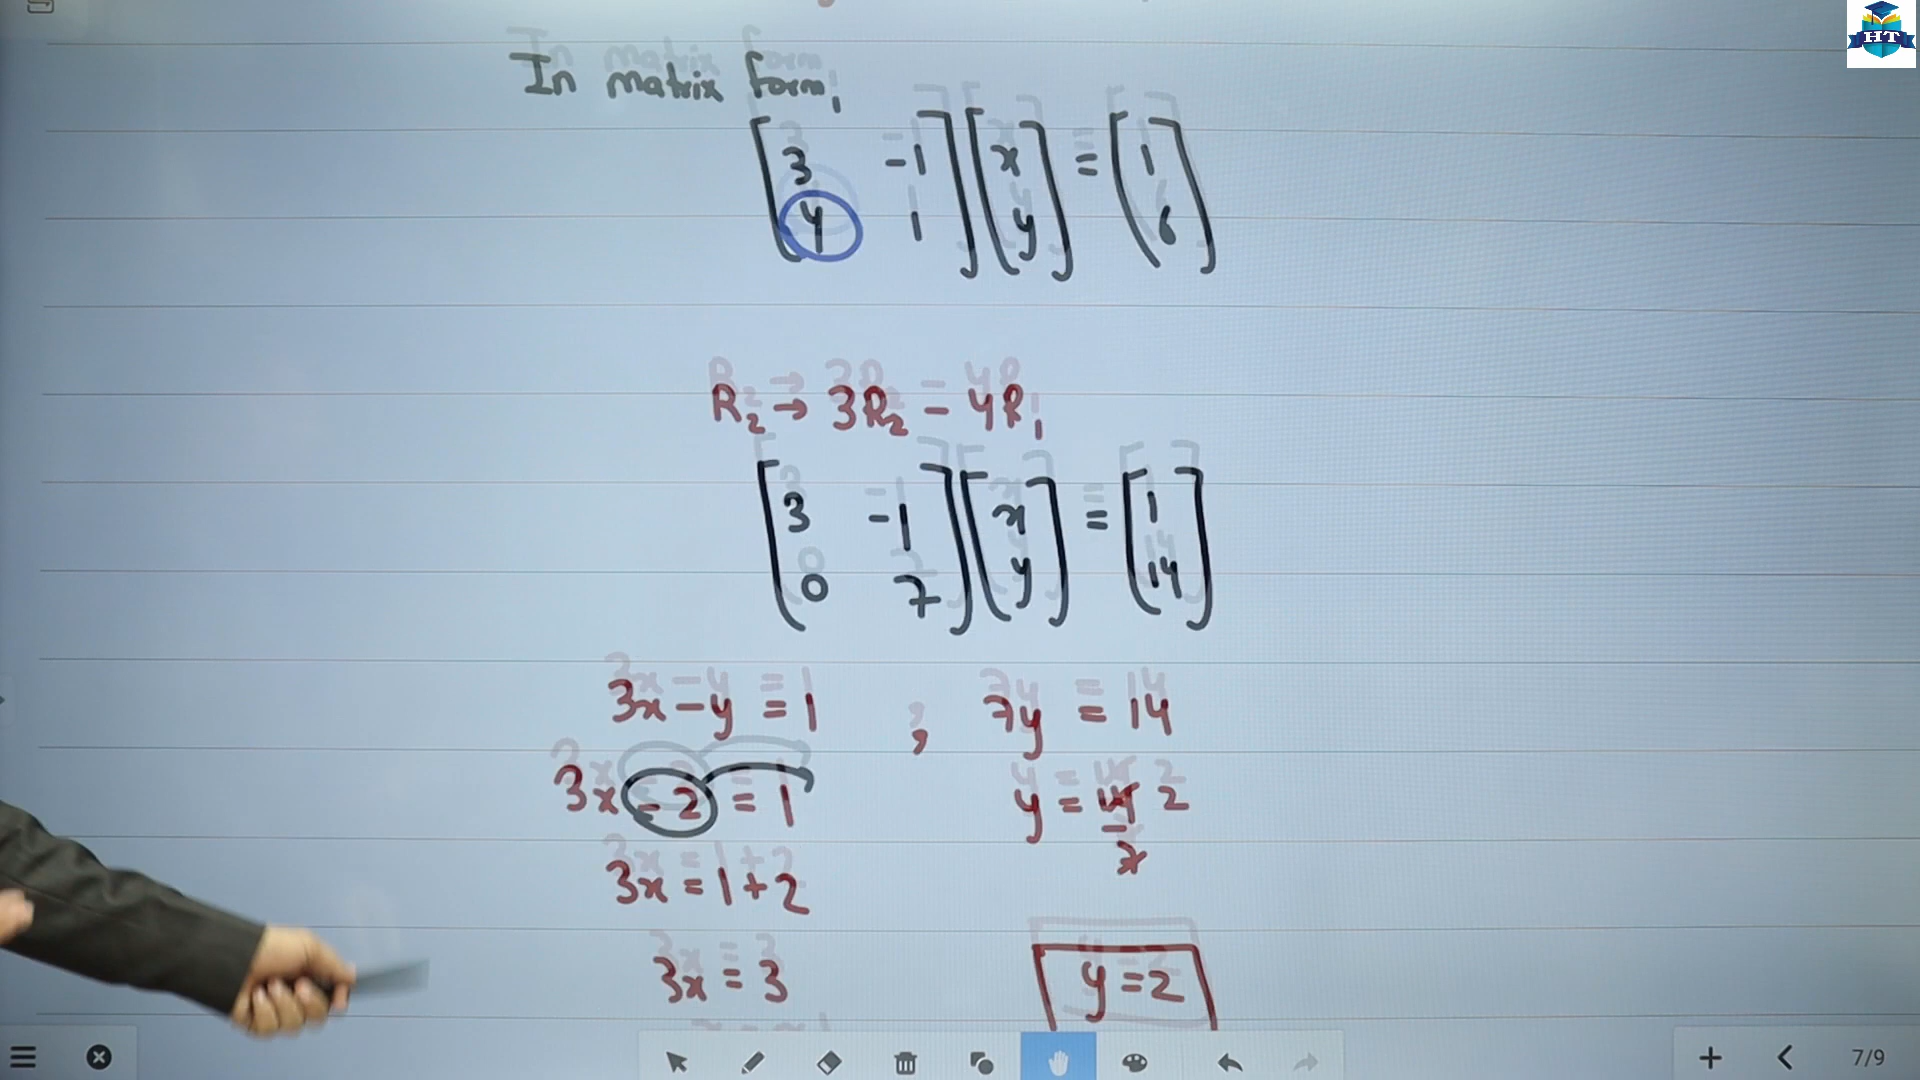 HT
In matrix form,
[3 -1] [x] = [1]
[4 1] [y] [6]
R₂ → 3R₂ - 4R₁
[3 -1] [x] = [1]
[0 7] [y] [14]
3x - y = 1 ; 7y = 14
3x - 2 = 1 y = 14/7 2
3x = 1 + 2
3x = 3 y = 2
7/9